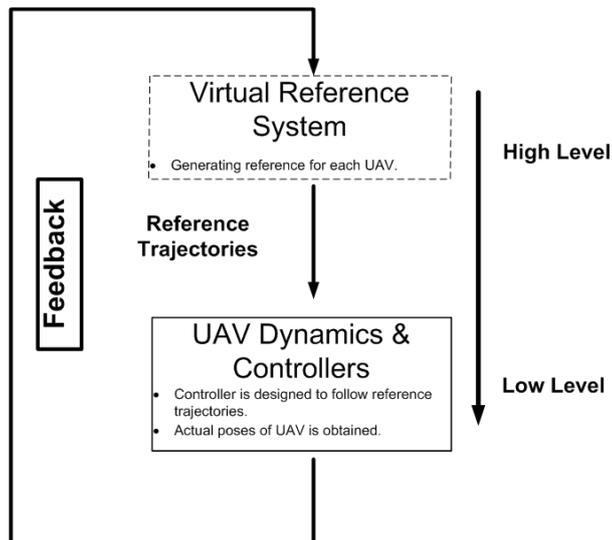 Virtual Reference
System
• Generating reference for each UAV.
High Level
Reference
Trajectories
Feedback
UAV Dynamics &
Controllers
• Controller is designed to follow reference
trajectories.
• Actual poses of UAV is obtained.
Low Level